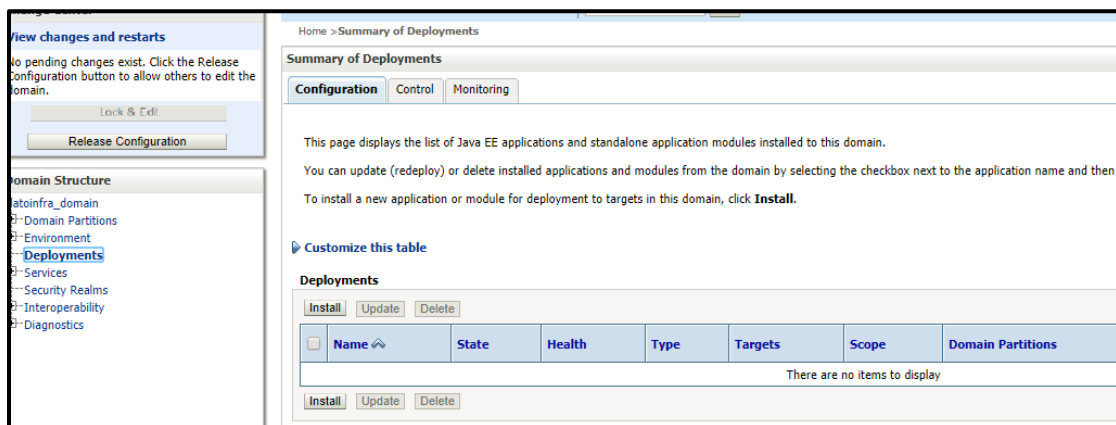 View changes and restarts
No pending changes exist. Click the Release
Configuration button to allow others to edit the
domain.
Lock & Edit
Release Configuration
Domain Structure
latoinfra_domain
Domain Partitions
Environment
Deployments
Services
Security Realms
Interoperability
Diagnostics
Home >Summary of Deployments
Summary of Deployments
Configuration Control Monitoring
This page displays the list of Java EE applications and standalone application modules installed to this domain.
You can update (redeploy) or delete installed applications and modules from the domain by selecting the checkbox next to the application name and then
To install a new application or module for deployment to targets in this domain, click Install.
Customize this table
Deployments
Install Update Delete
Name State Health Type Targets Scope Domain Partitions
There are no items to display
Install Update Delete